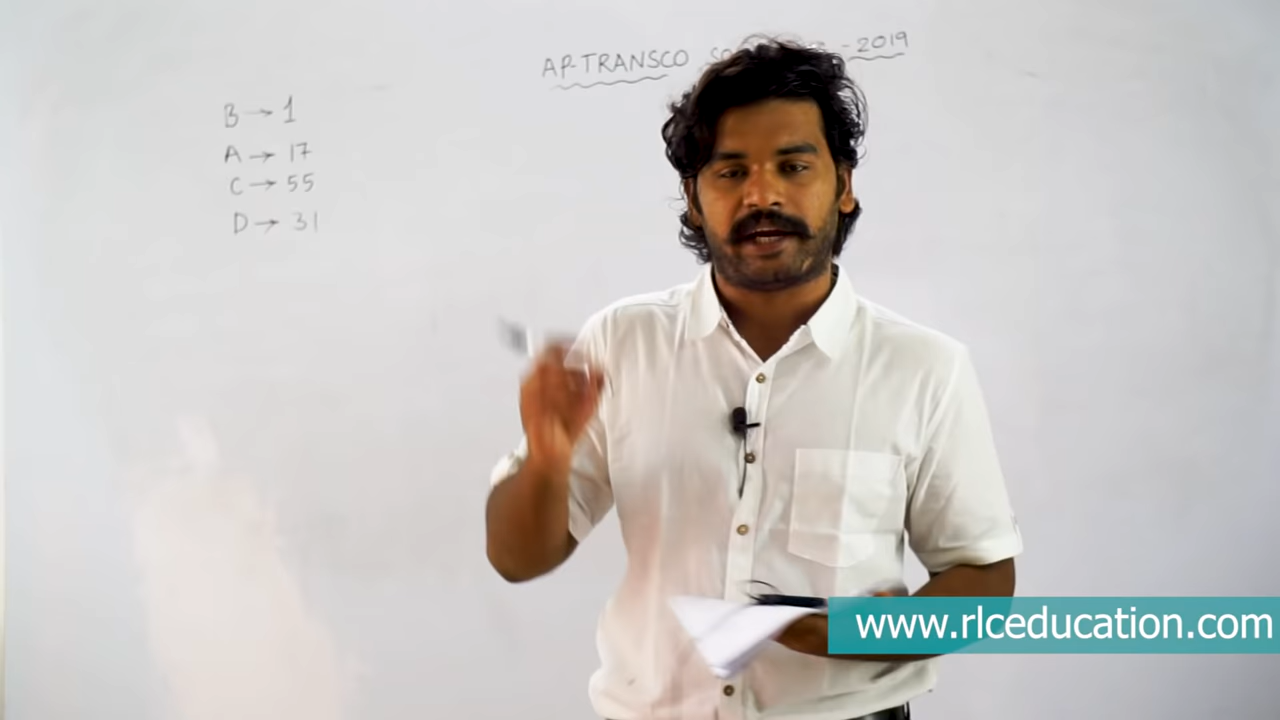 AP-TRANSCO -2019
B → 1
A → 17
C → 55
D → 31
www.rlceducation.com